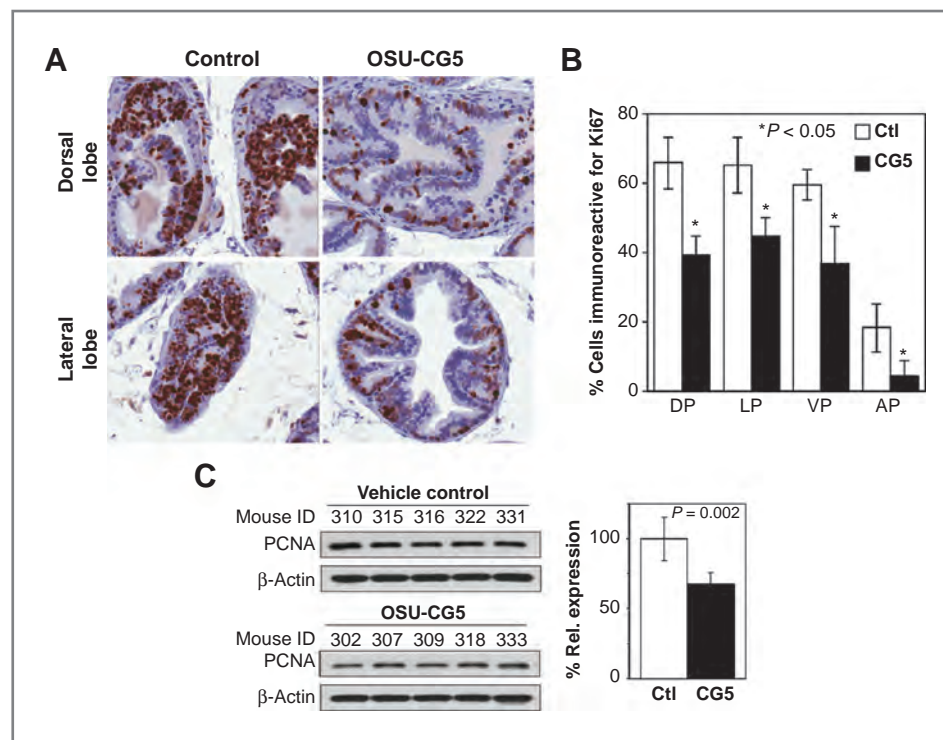 A
Control
OSU-CG5
Dorsal
lobe
Lateral
lobe
B
% Cells immunoreactive for Ki67
80
60
40
20
0
*P < 0.05
Ctl
CG5
*
*
*
*
DP LP VP AP
C
Vehicle control
Mouse ID 310 315 316 322 331
PCNA
β-Actin
OSU-CG5
Mouse ID 302 307 309 318 333
PCNA
β-Actin
% Rel. expression
100
50
0
P = 0.002
Ctl CG5